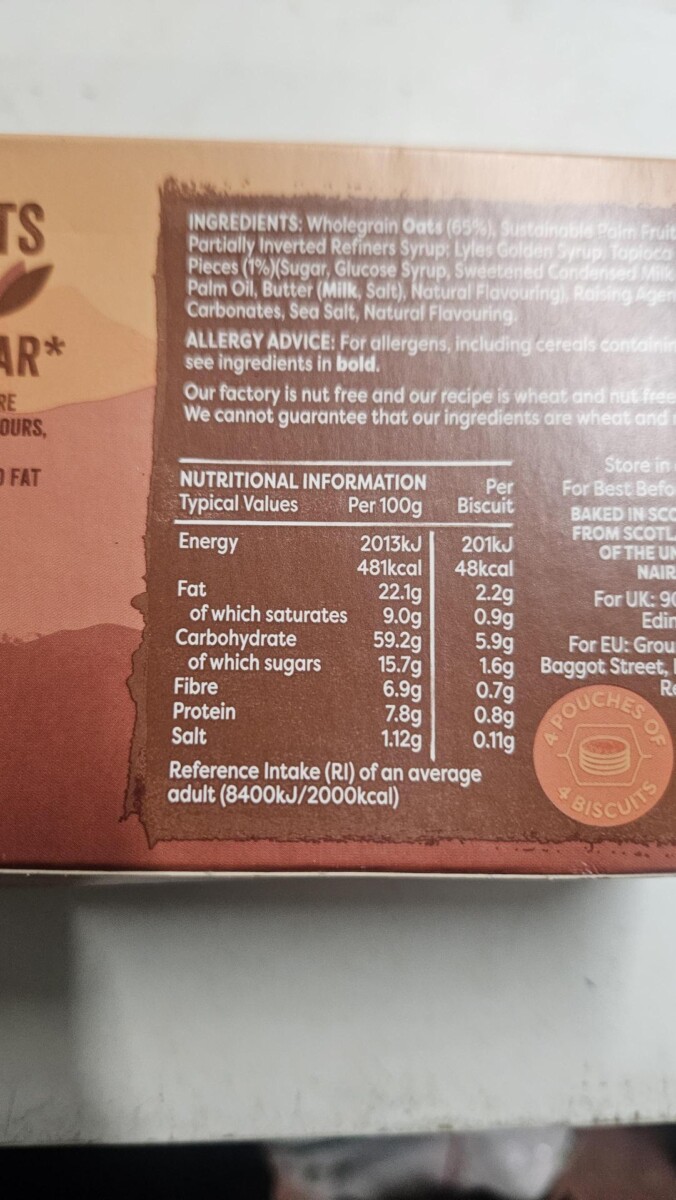 TS
AR*
RE
OURS,
D FAT
INGREDIENTS: Wholegrain Oats (65%), Sustainable Palm Fruit
Partially Inverted Refiners Syrup; Lyles Golden Syrup; Tapioca
Pieces (1%)(Sugar, Glucose Syrup, Sweetened Condensed Milk
Palm Oil, Butter (Milk, Salt), Natural Flavouring), Raising Agen
Carbonates, Sea Salt, Natural Flavouring.
ALLERGY ADVICE: For allergens, including cereals containin
see ingredients in bold.
Our factory is nut free and our recipe is wheat and nut free
We cannot guarantee that our ingredients are wheat and
NUTRITIONAL INFORMATION
Typical Values Per 100g Per Biscuit
Energy 2013kJ 201kJ
481kcal 48kcal
Fat 22.1g 2.2g
of which saturates 9.0g 0.9g
Carbohydrate 59.2g 5.9g
of which sugars 15.7g 1.6g
Fibre 6.9g 0.7g
Protein 7.8g 0.8g
Salt 1.12g 0.11g
Reference Intake (RI) of an average
adult (8400kJ/2000kcal)
Store in
For Best Befo
BAKED IN SCO
FROM SCOTL
OF THE UN
NAIR
For UK: 90
Edin
For EU: Grou
Baggot Street,
Re
4 POUCHES OF
4 BISCUITS